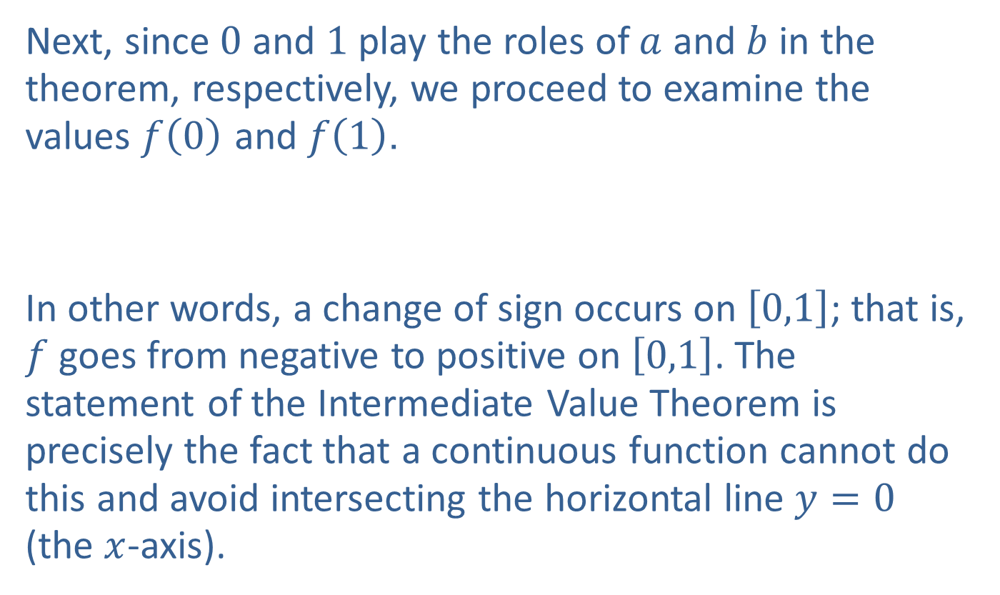 Next, since 0 and 1 play the roles of a and b in the
theorem, respectively, we proceed to examine the
values f(0) and f(1).
In other words, a change of sign occurs on [0,1]; that is,
f goes from negative to positive on [0,1]. The
statement of the Intermediate Value Theorem is
precisely the fact that a continuous function cannot do
this and avoid intersecting the horizontal line y = 0
(the x-axis).